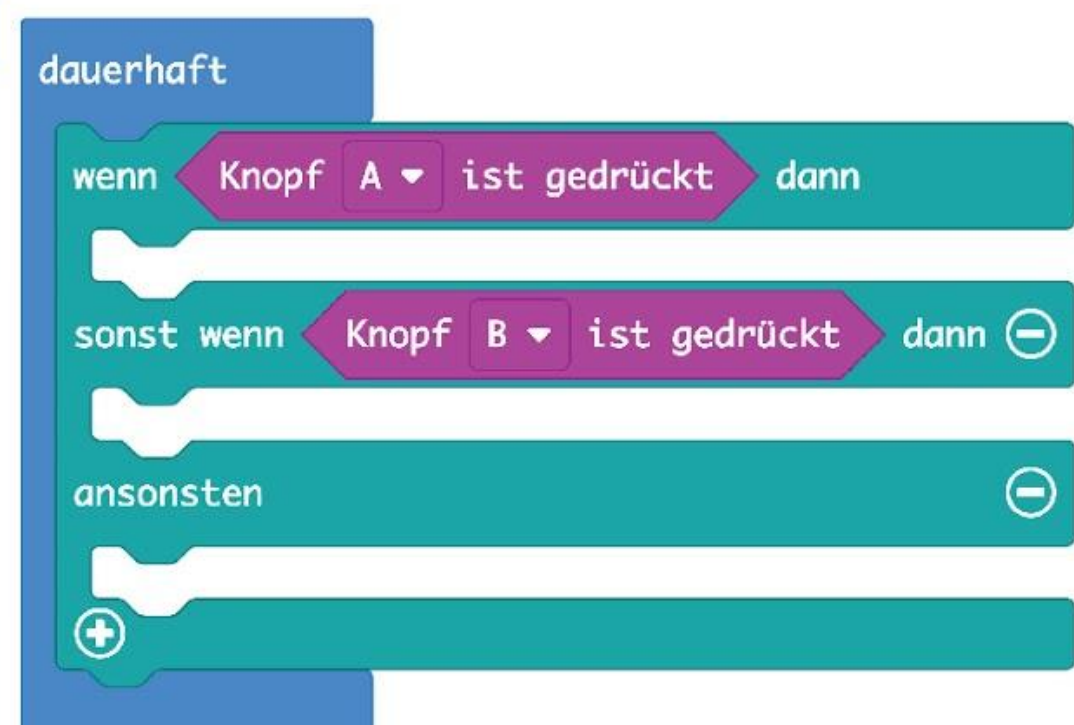 dauerhaft
wenn Knopf A ist gedrückt dann
sonst wenn Knopf B ist gedrückt dann
ansonsten